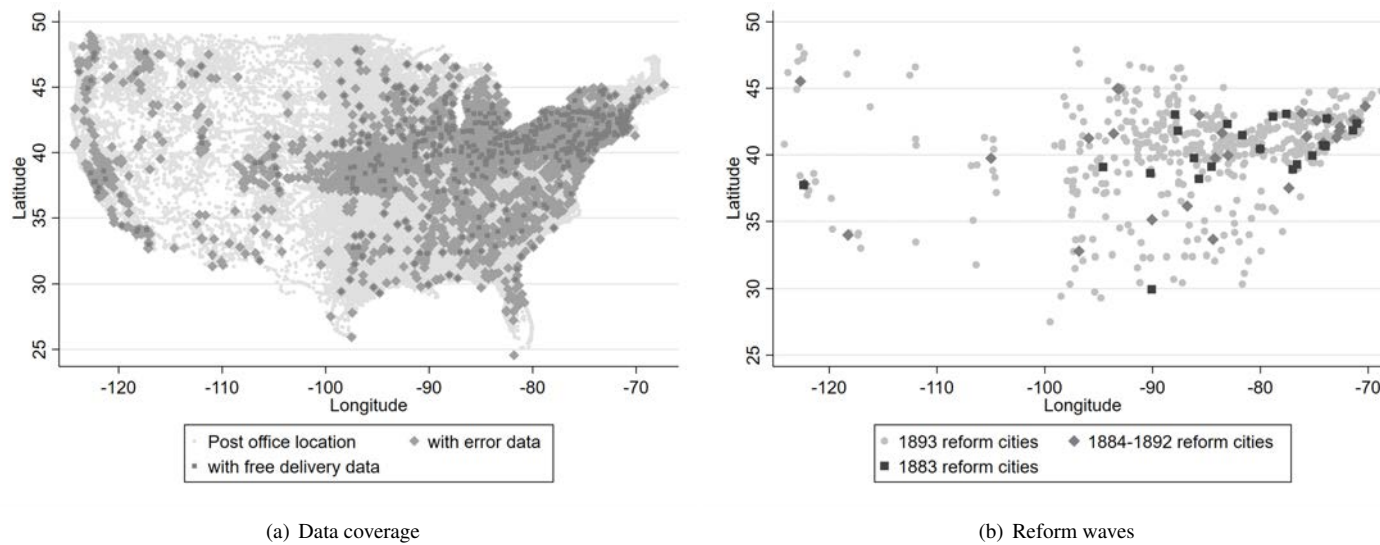 50
45
40
35
30
25
Latitude
-120
-110
-100
-90
-80
-70
Longitude
Post office location
with error data
with free delivery data
(a) Data coverage
50
45
40
35
30
25
Latitude
-120
-110
-100
-90
-80
-70
Longitude
1893 reform cities
1884-1892 reform cities
1883 reform cities
(b) Reform waves